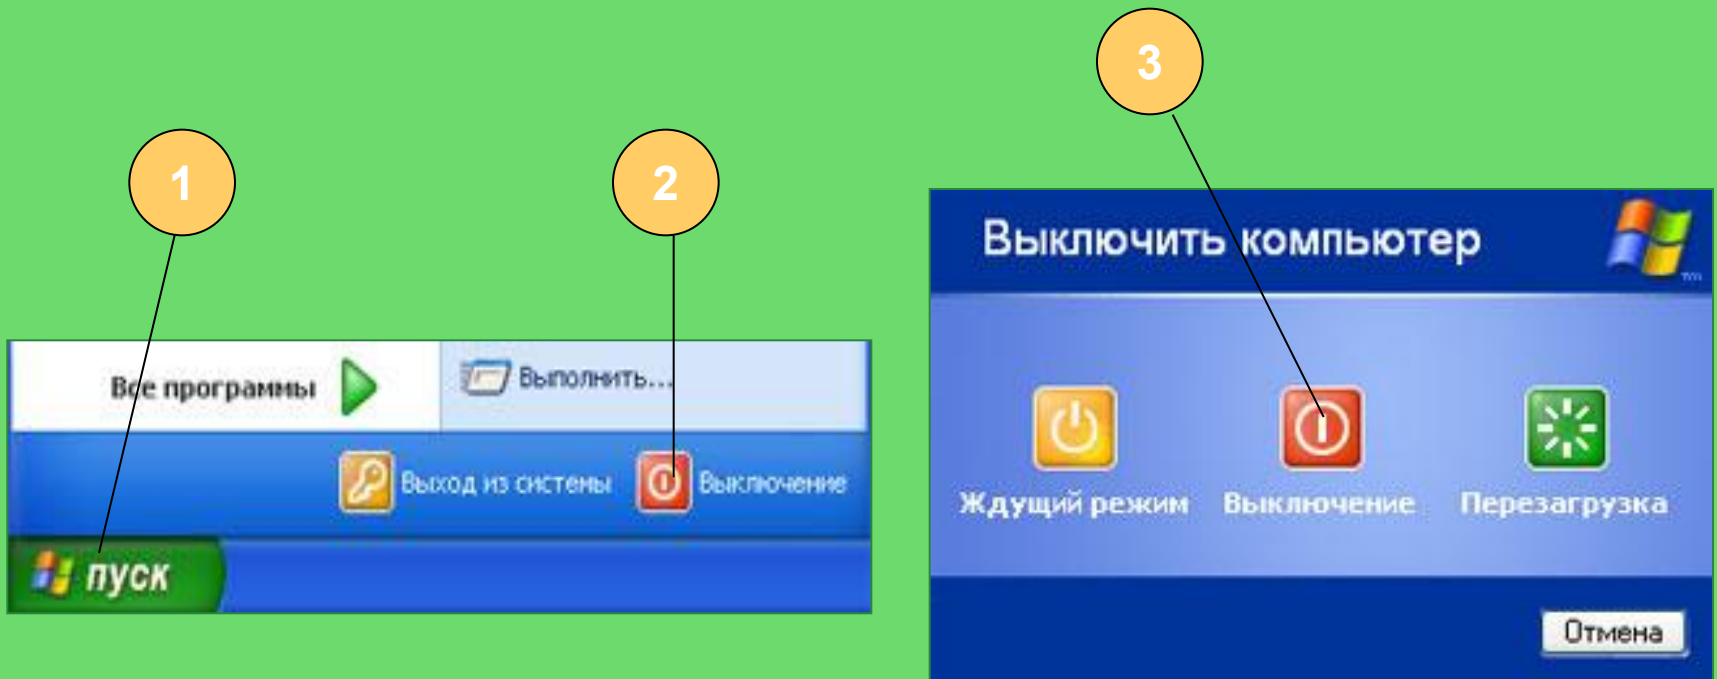 3
1
2
Выключить компьютер
Все программы
Выполнить...
Выход из системы
Выключение
Ждущий режим
Выключение
Перезагрузка
пуск
Отмена